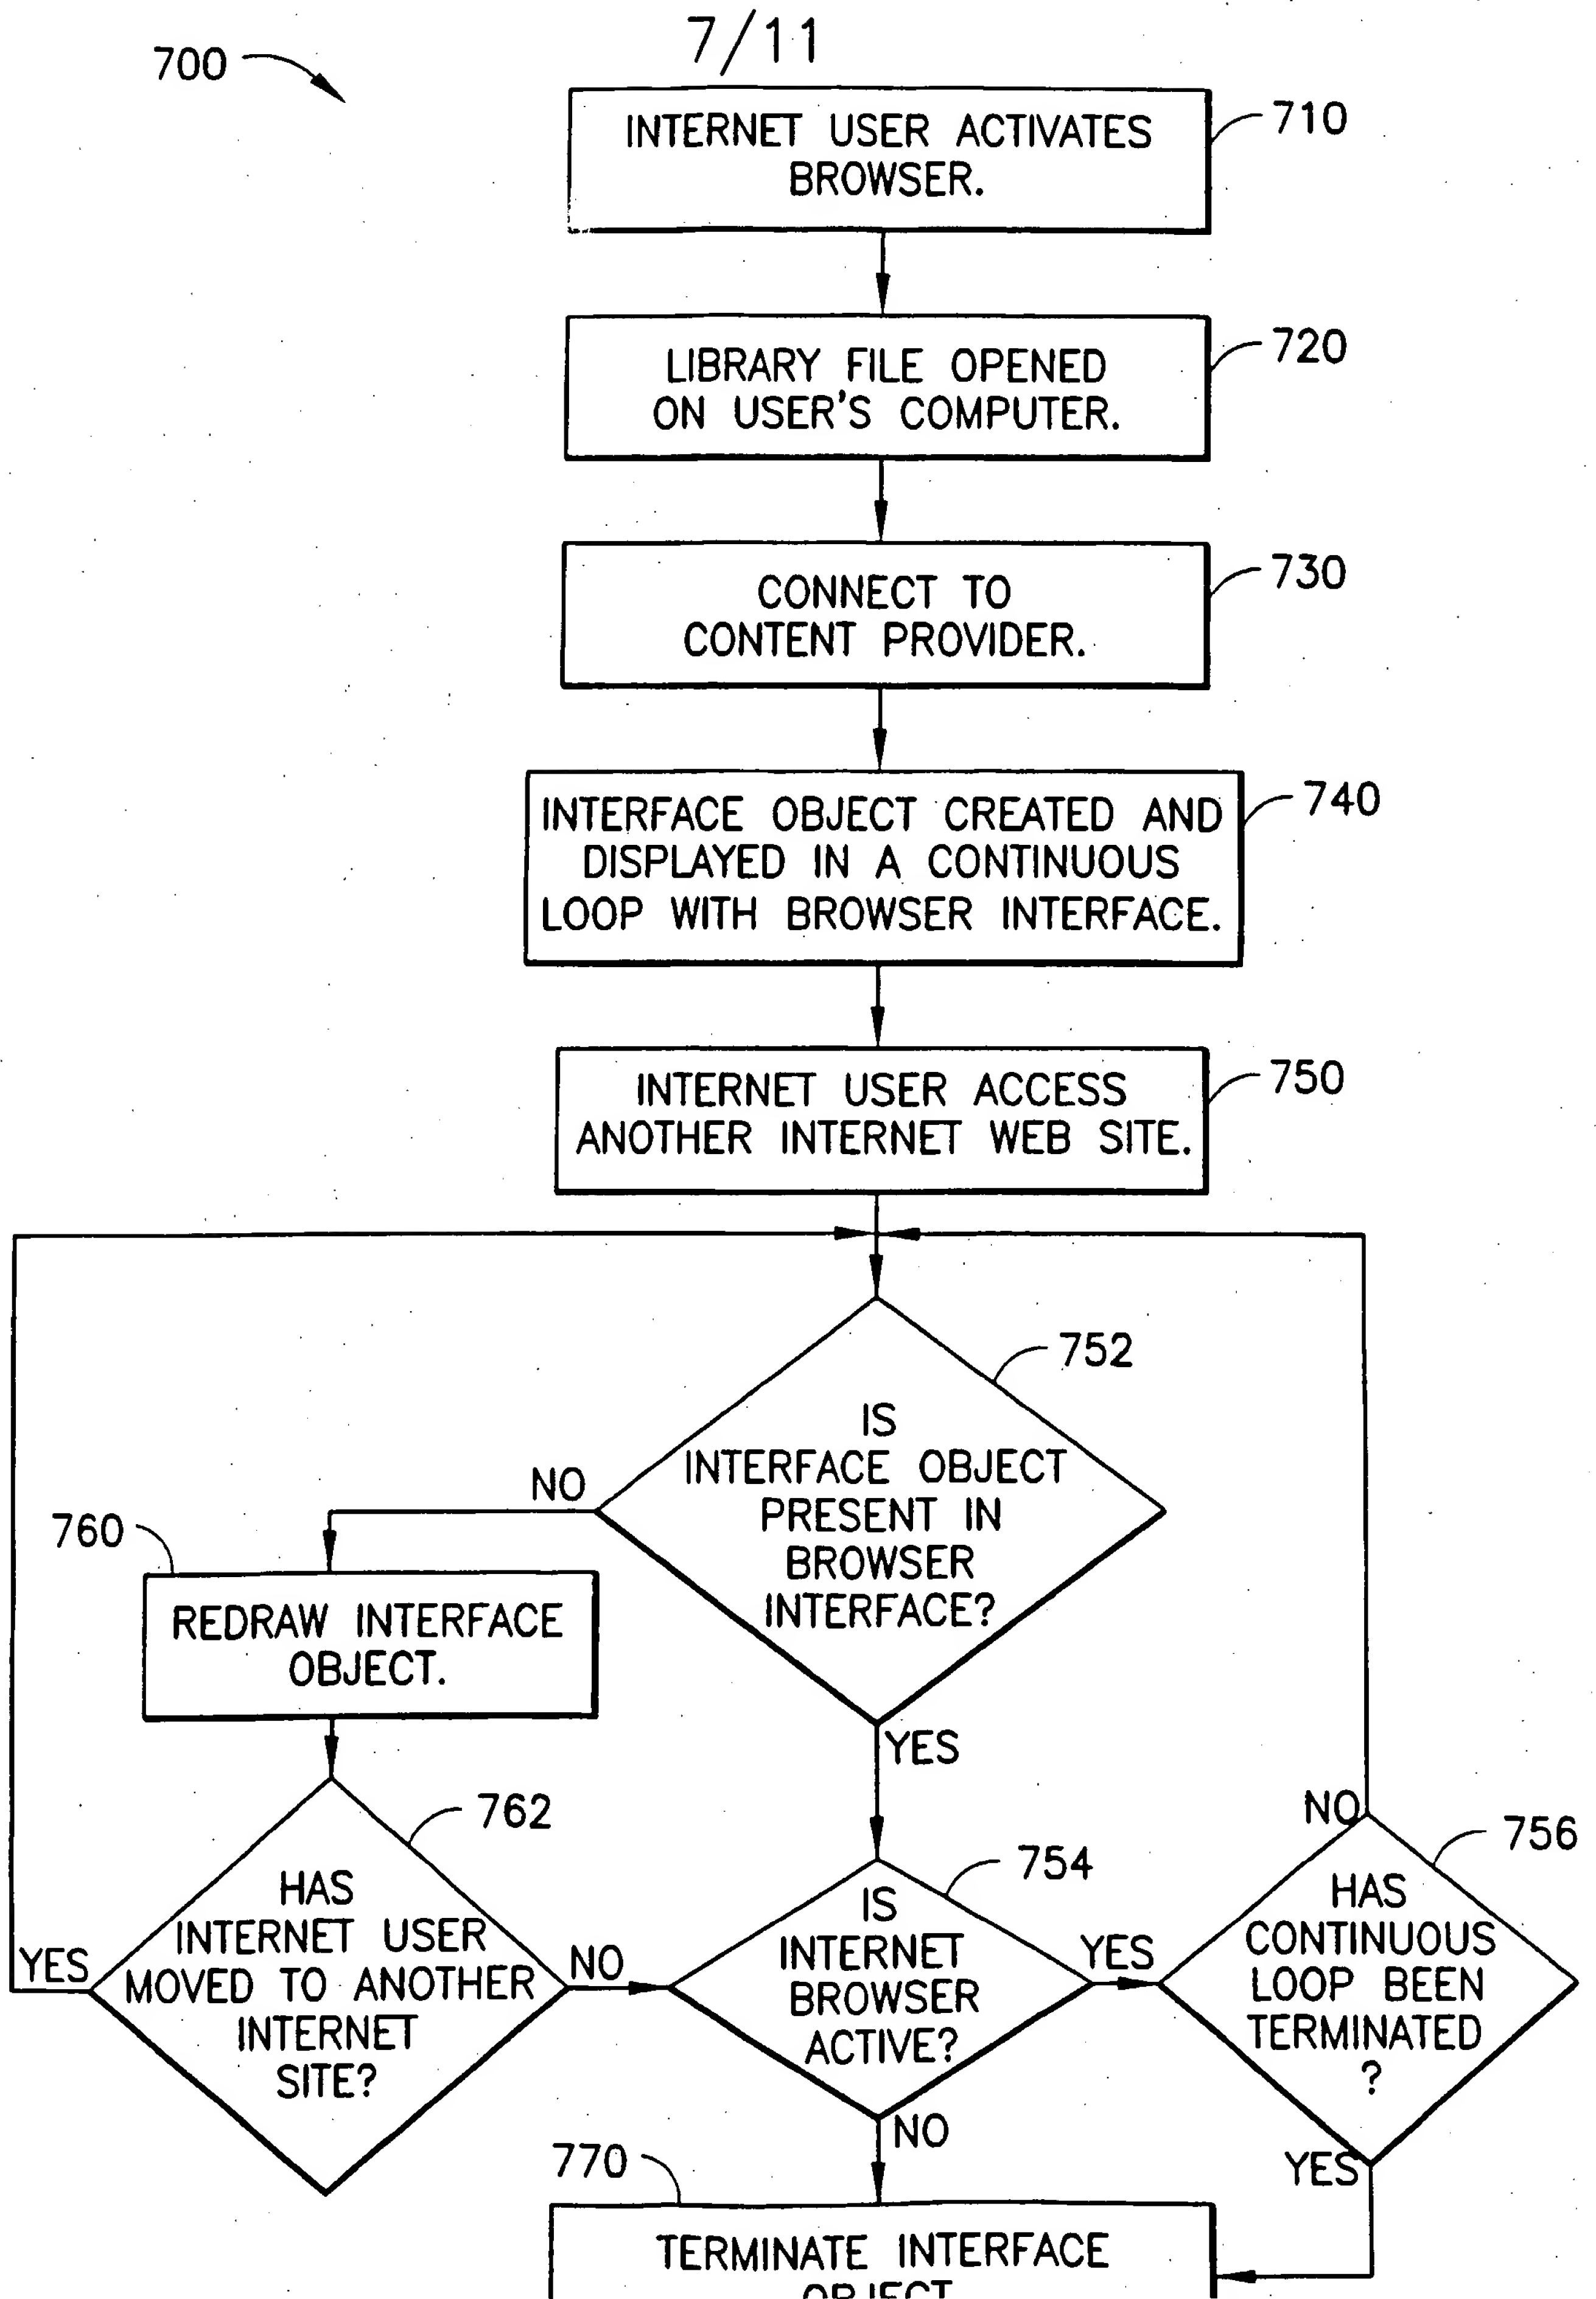 7/11
700
INTERNET USER ACTIVATES
BROWSER.
710
LIBRARY FILE OPENED
ON USER'S COMPUTER.
720
CONNECT TO
CONTENT PROVIDER.
730
INTERFACE OBJECT CREATED AND
DISPLAYED IN A CONTINUOUS
LOOP WITH BROWSER INTERFACE.
740
INTERNET USER ACCESS
ANOTHER INTERNET WEB SITE.
750
752
IS
INTERFACE OBJECT
PRESENT IN
BROWSER
INTERFACE?
NO
YES
760
REDRAW INTERFACE
OBJECT.
762
HAS
INTERNET USER
MOVED TO ANOTHER
INTERNET
SITE?
YES
NO
754
IS
INTERNET
BROWSER
ACTIVE?
YES
NO
756
NO
HAS
CONTINUOUS
LOOP BEEN
TERMINATED
?
YES
770
TERMINATE INTERFACE
OBJECT